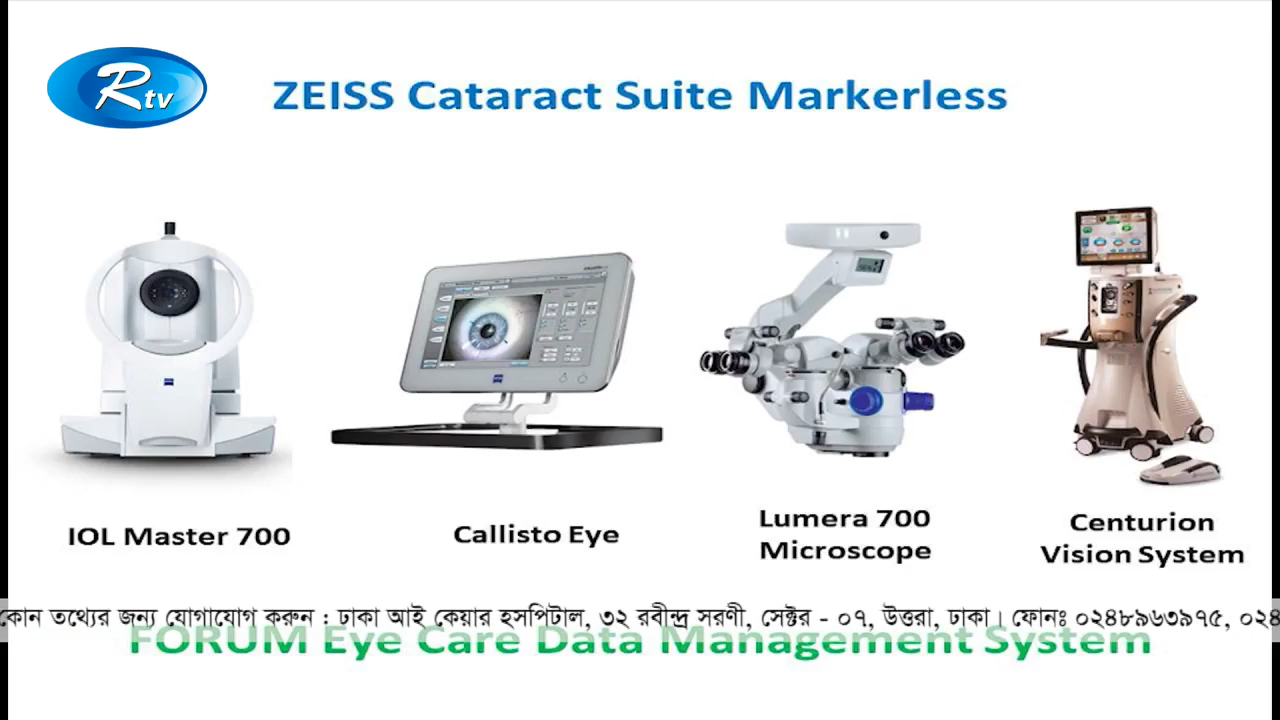 Rtv
ZEISS Cataract Suite Markerless
IOL Master 700
Callisto Eye
Lumera 700
Microscope
Centurion
Vision System
কোন তথ্যের জন্য যোগাযোগ করুন : ঢাকা আই কেয়ার হসপিটাল, ৩২ রবীন্দ্র সরণী, সেক্টর - ০৭, উত্তরা, ঢাকা। ফোনঃ ০২৪৮৯৬৩৯৭৫, ০২৪
FORUM Eye Care Data Management System